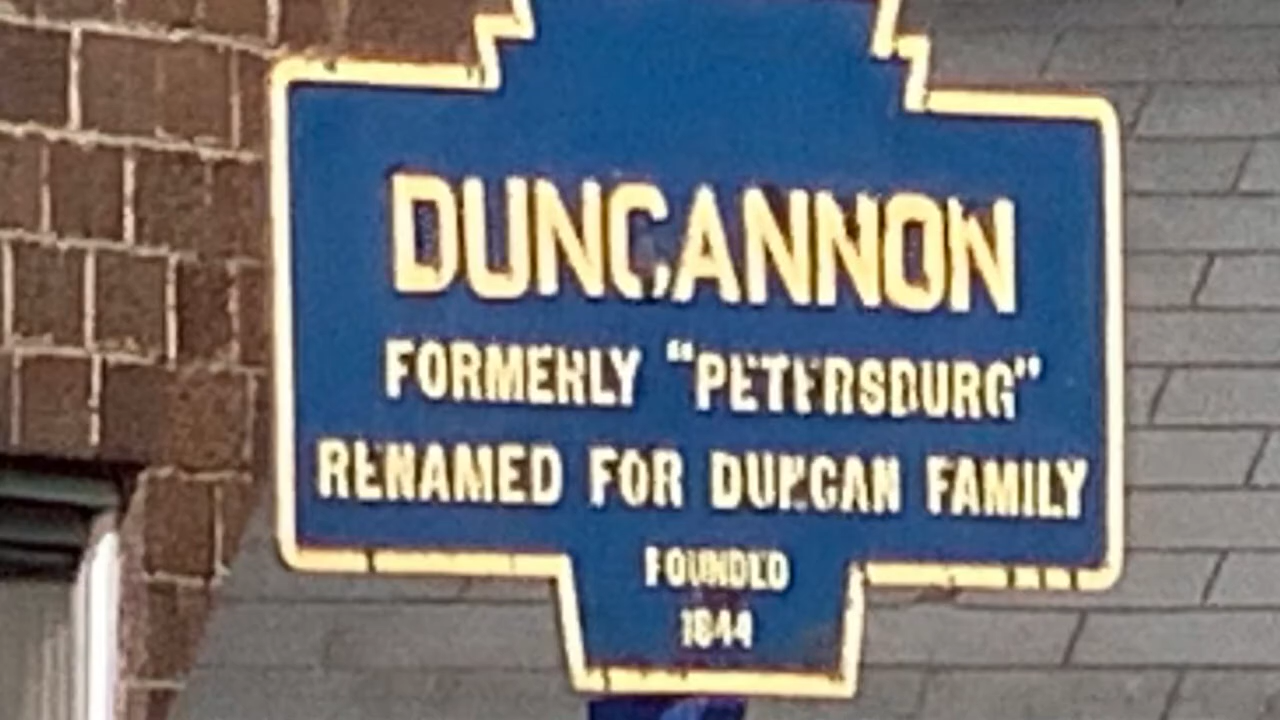 DUNCANNON
FORMERLY "PETERSBURG"
RENAMED FOR DUNCAN FAMILY
FOUNDED
1844